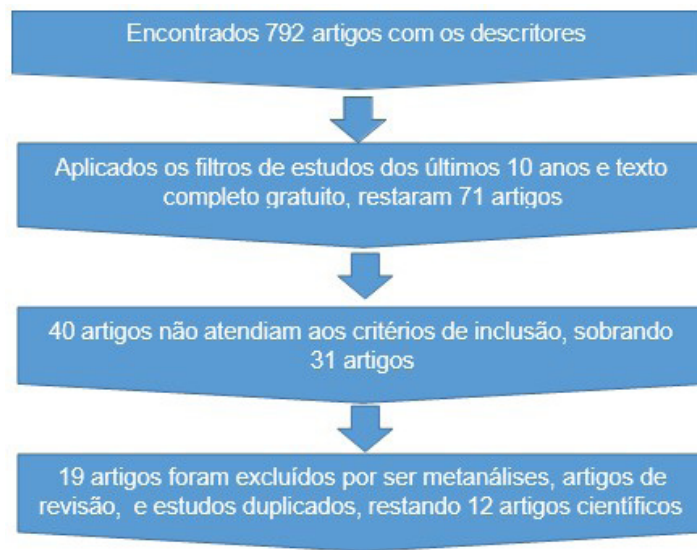 Encontrados 792 artigos com os descritores
Aplicados os filtros de estudos dos últimos 10 anos e texto
completo gratuito, restaram 71 artigos
40 artigos não atendiam aos critérios de inclusão, sobrando
31 artigos
19 artigos foram excluídos por ser metanálises, artigos de
revisão, e estudos duplicados, restando 12 artigos científicos